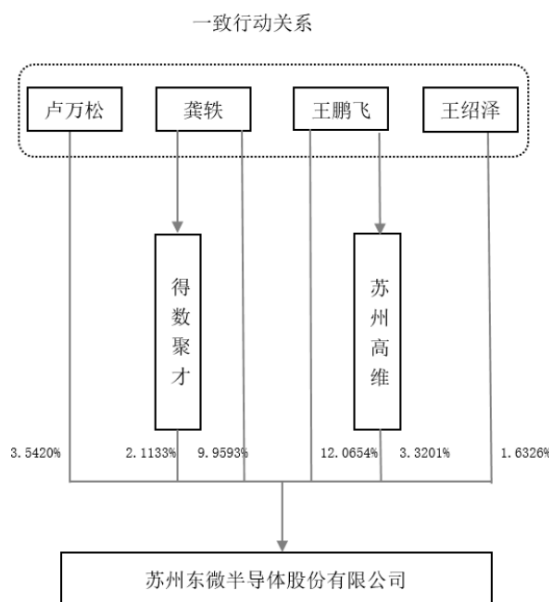 一致行动关系
卢万松
龚轶
王鹏飞
王绍泽
得数聚才
苏州高维
3.5420%
2.1133%
9.9593%
12.0654%
3.3201%
1.6326%
苏州东微半导体股份有限公司